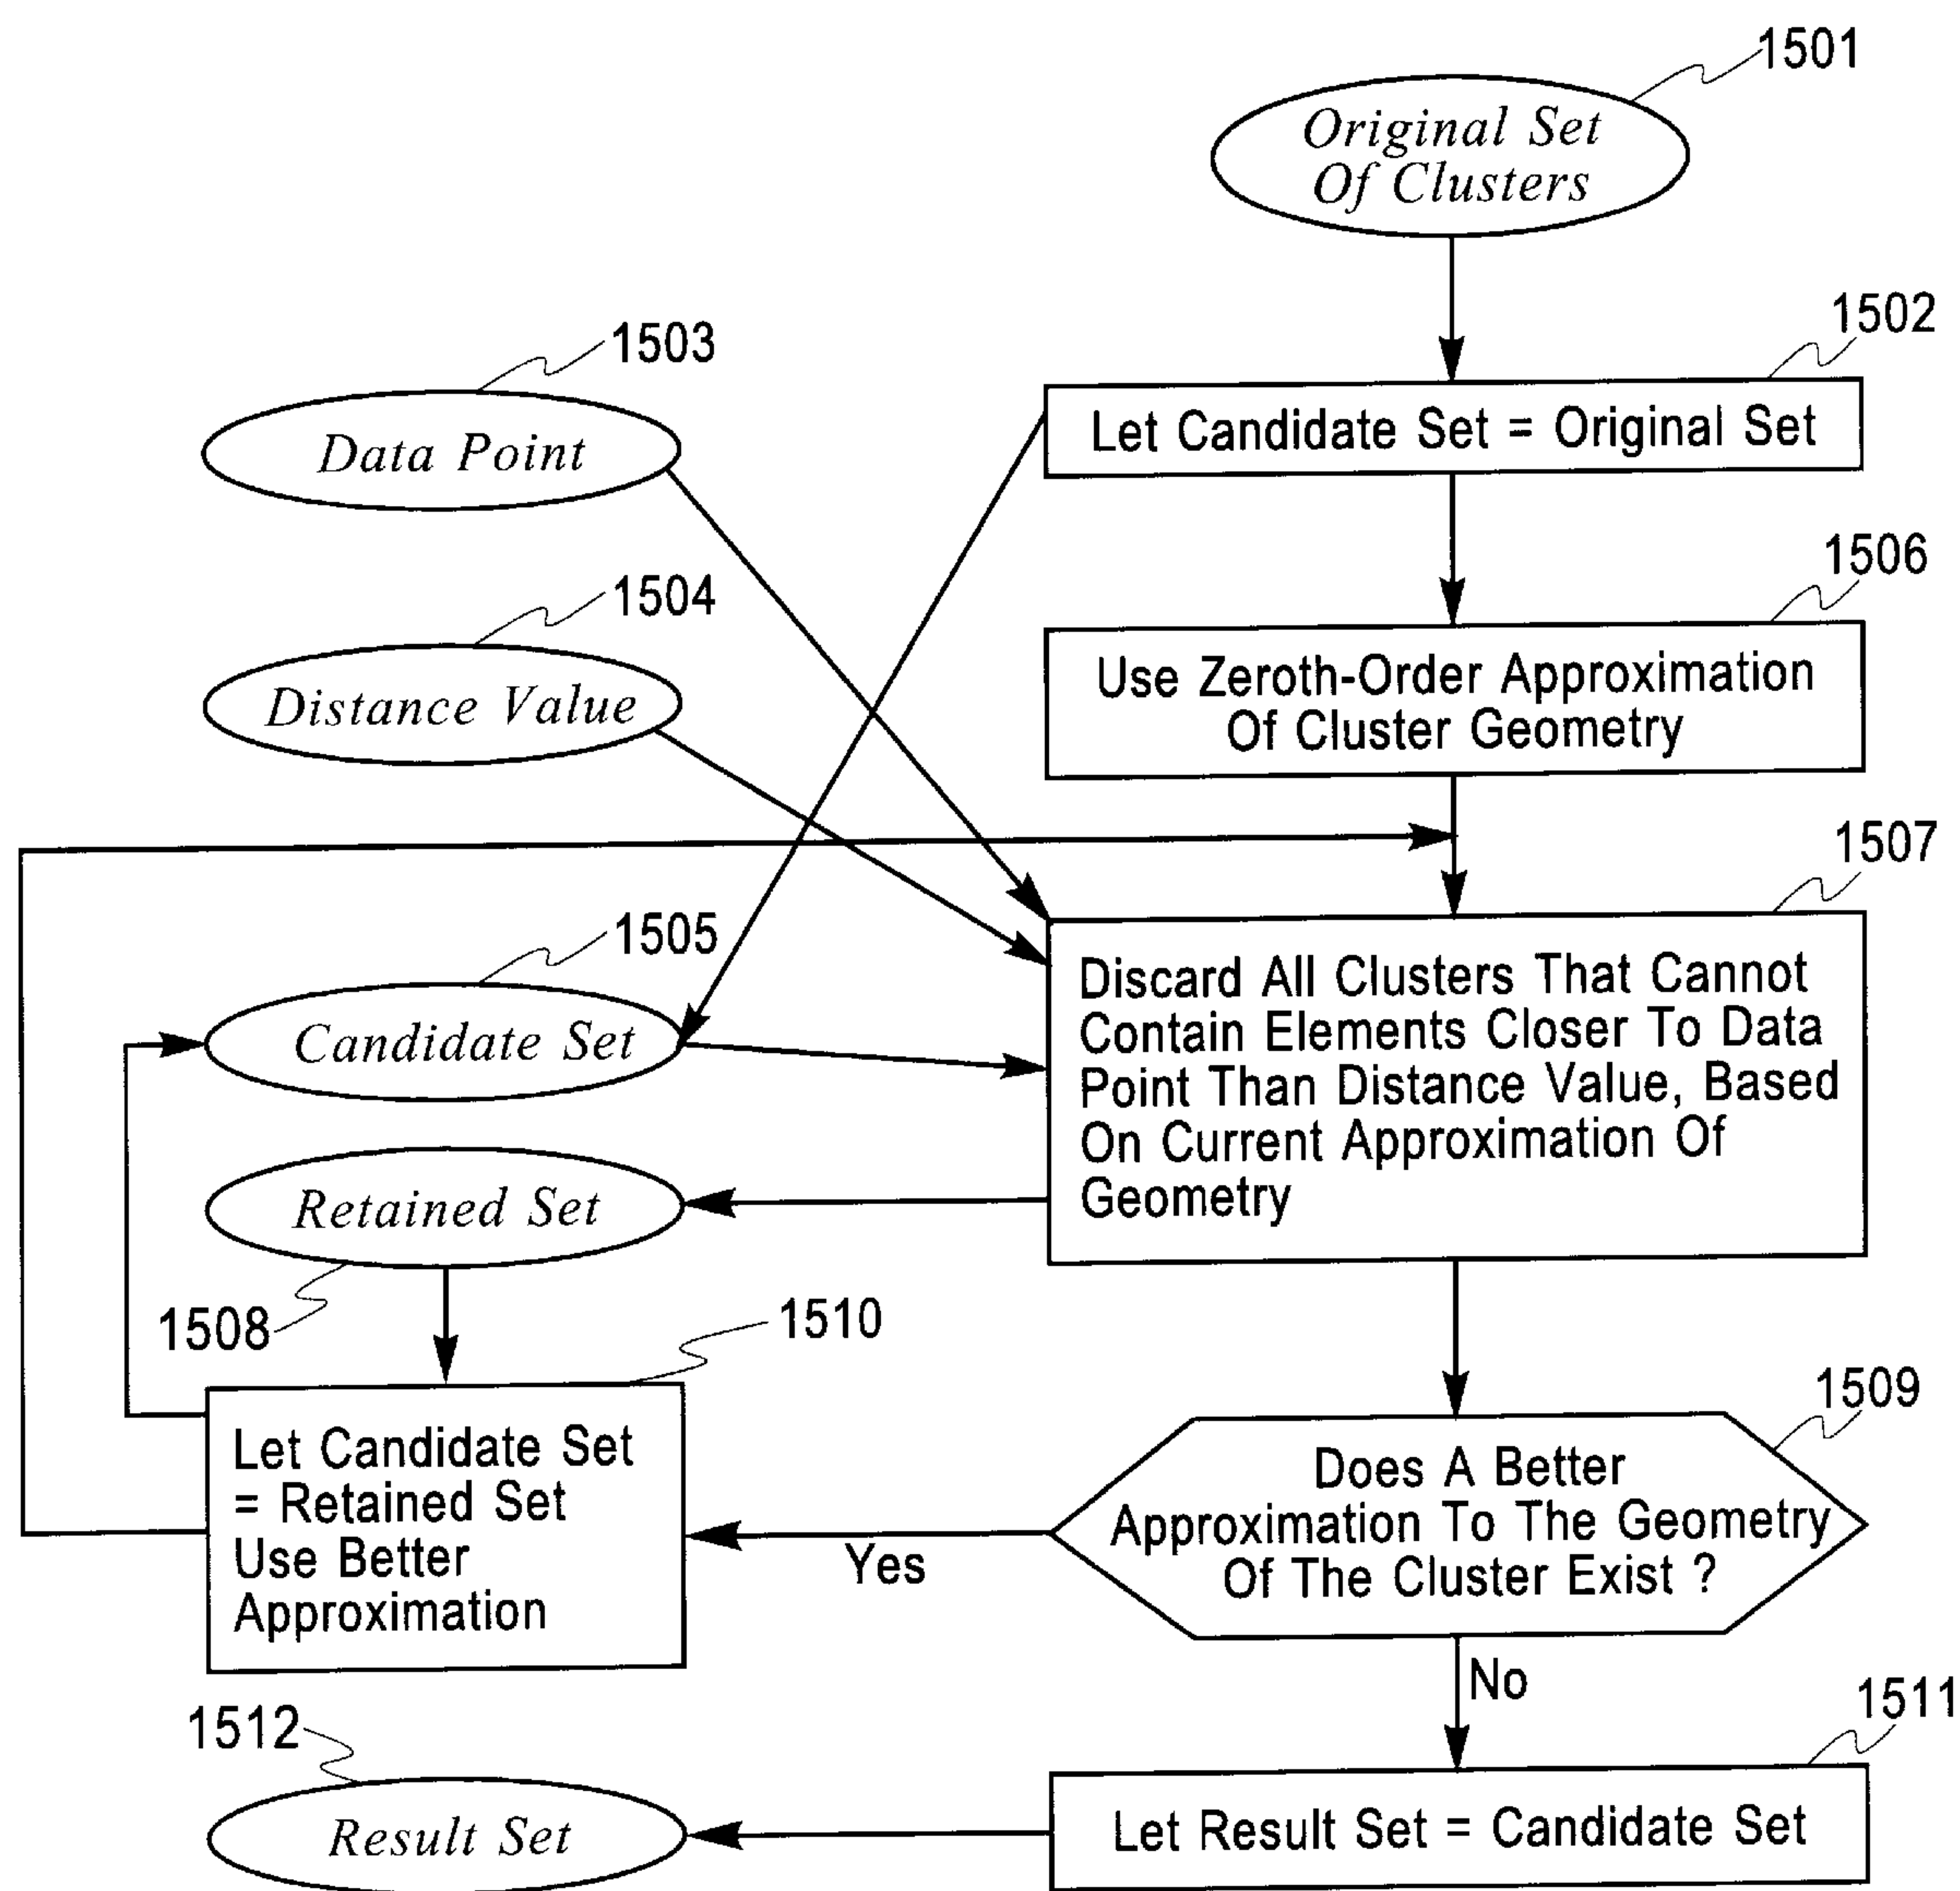 1501
Original Set
Of Clusters
1502
Let Candidate Set = Original Set
1503
Data Point
1506
Use Zeroth-Order Approximation
Of Cluster Geometry
1504
Distance Value
1507
Discard All Clusters That Cannot
Contain Elements Closer To Data
Point Than Distance Value, Based
On Current Approximation Of
Geometry
1505
Candidate Set
Retained Set
1508
1510
Let Candidate Set
= Retained Set
Use Better
Approximation
1509
Does A Better
Approximation To The Geometry
Of The Cluster Exist ?
Yes
No
1511
Let Result Set = Candidate Set
1512
Result Set